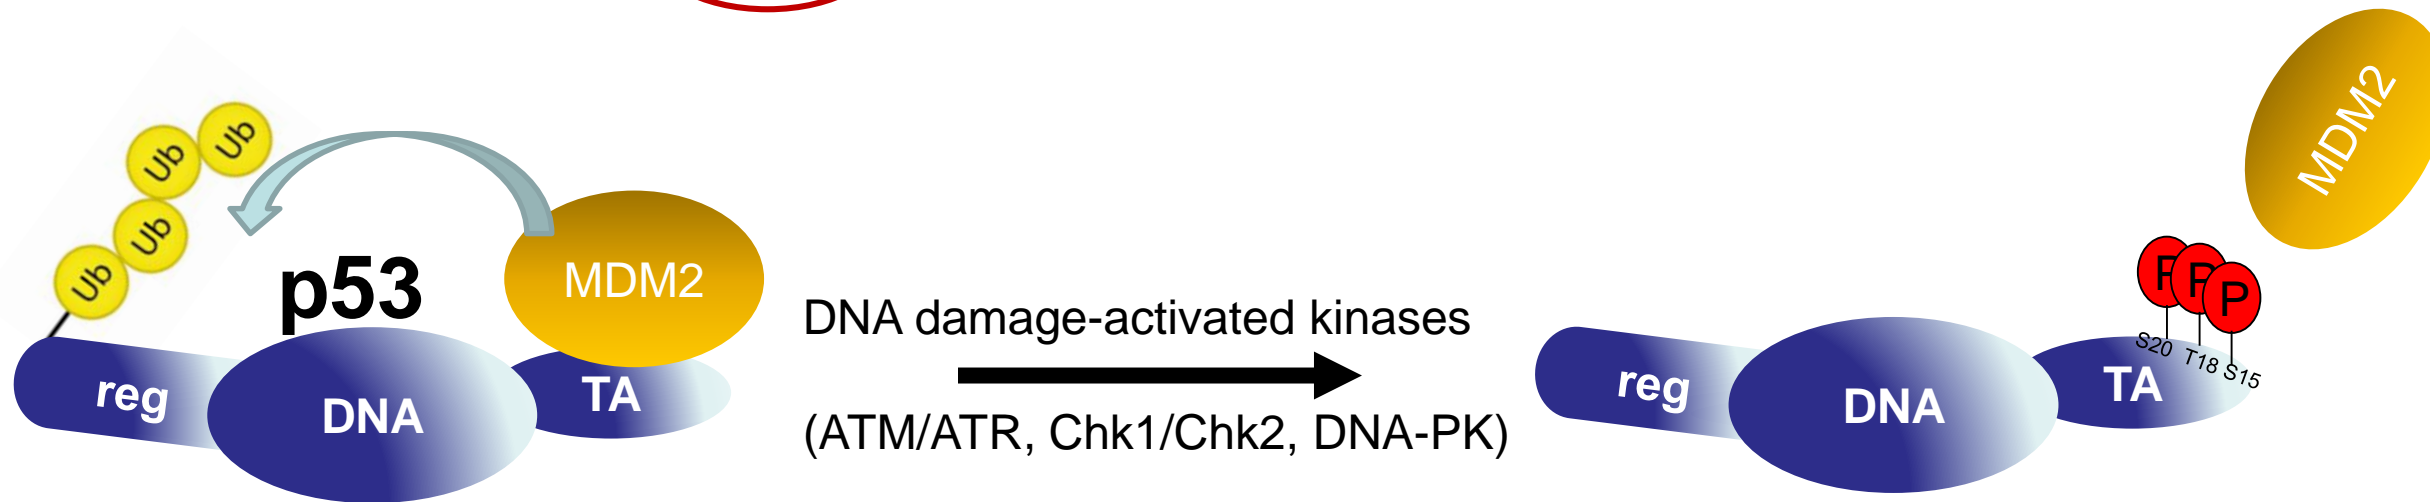 Ub
Ub
Ub
Ub
p53
MDM2
reg
DNA
TA
DNA damage-activated kinases
(ATM/ATR, Chk1/Chk2, DNA-PK)
MDM2
P
P
P
S20
T18
S15
reg
DNA
TA